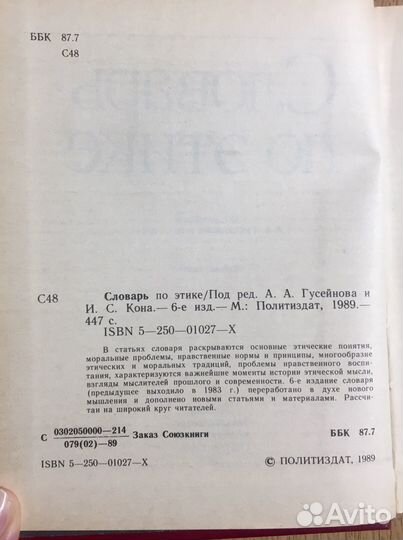 ББК 87.7
С48
С48
Словарь по этике/Под ред. А. А. Гусейнова и
И. С. Кона.— 6-е изд.— М.: Политиздат, 1989.—
447 с.
ISBN 5—250—01027—X
В статьях словаря раскрываются основные этические понятия,
моральные проблемы, нравственные нормы и принципы, многообразие
этических и моральных традиций, проблемы нравственного воспи-
тания, характеризуются важнейшие моменты истории этической мысли,
взгляды мыслителей прошлого и современности. 6-е издание словаря
(предыдущее выходило в 1983 г.) переработано в духе нового
мышления и дополнено новыми статьями и материалами. Рассчи-
тан на широкий круг читателей.
С 0302050000—214 Заказ Союзкниги ББК 87.7
079(02)—89
ISBN 5—250—01027—X © ПОЛИТИЗДАТ, 1989
Avito